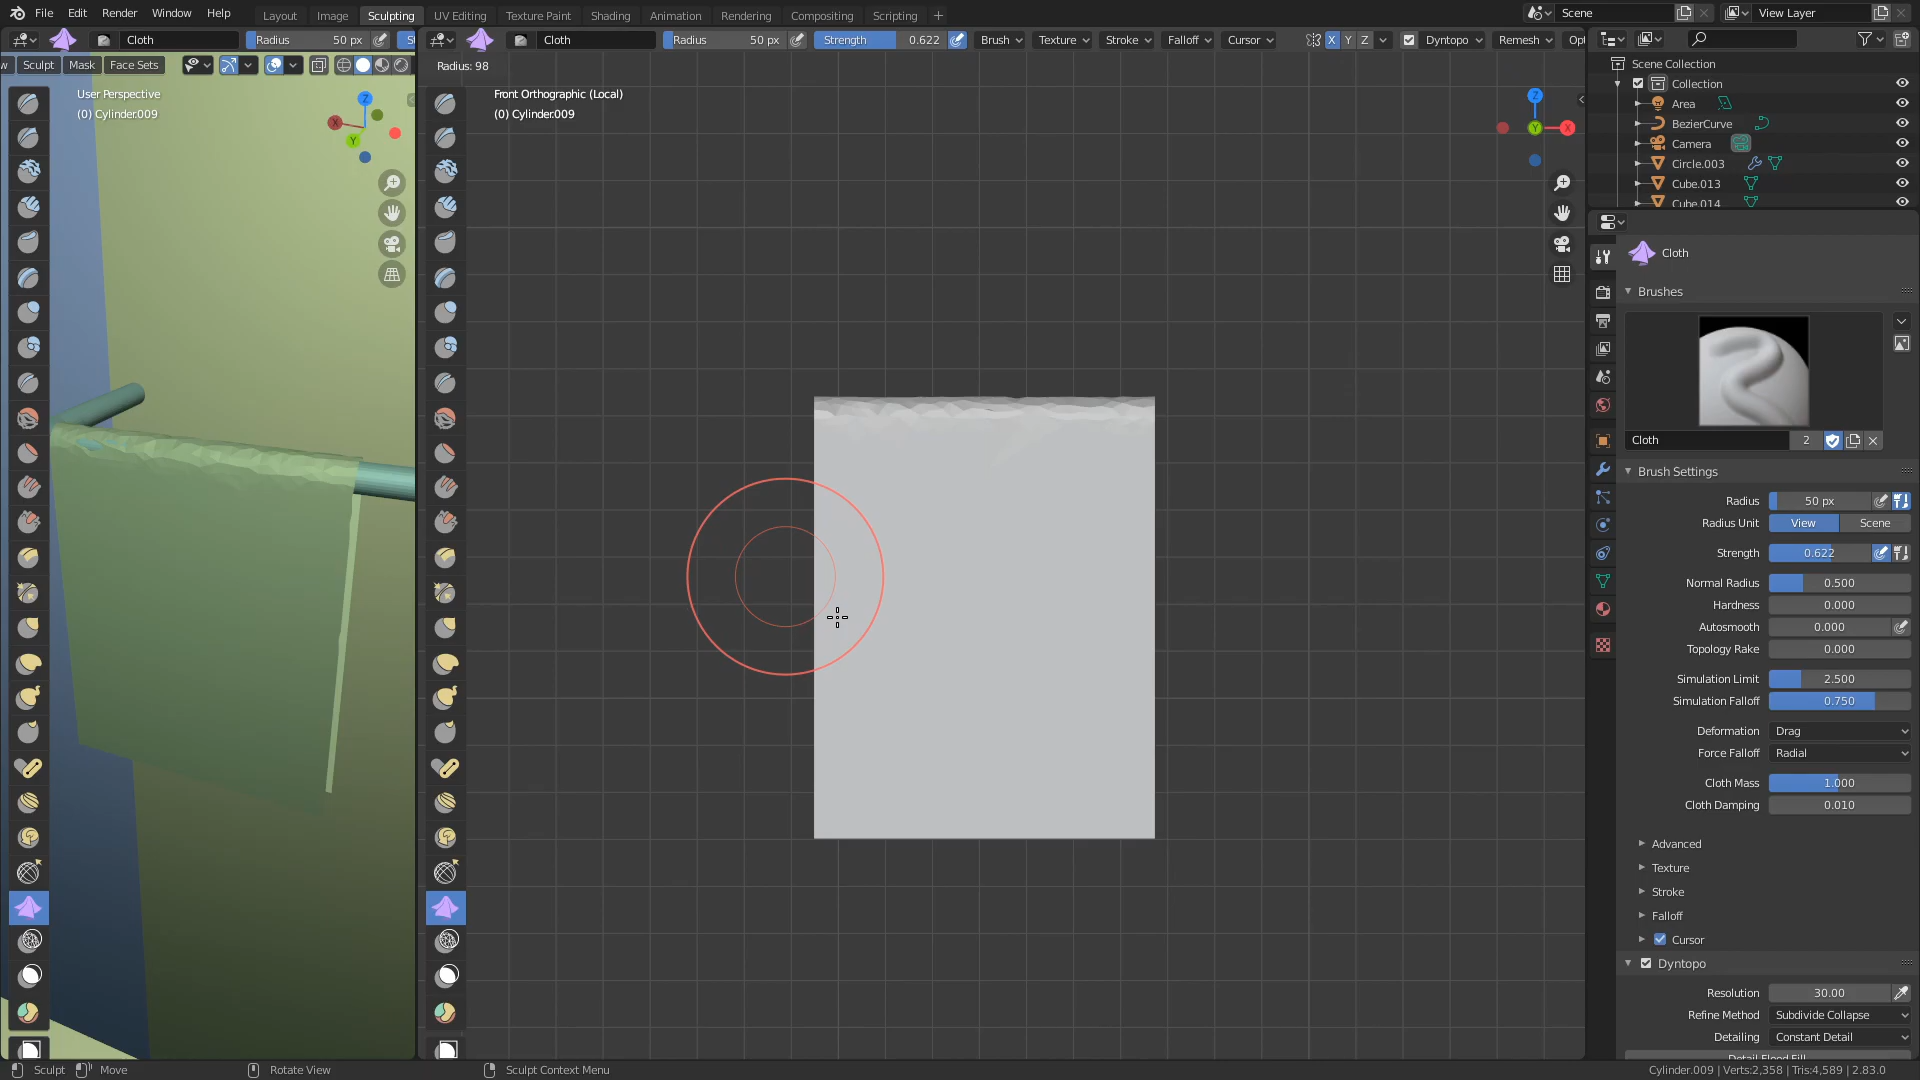 File Edit Render Window Help Layout Image Sculpting UV Editing Texture Paint Shading Animation Rendering Compositing Scripting + Scene View Layer
Cloth Radius 50 px
Cloth Radius 50 px Strength 0.622 Brush Texture Stroke Falloff Cursor X Y Z Dyntopo Remesh
Sculpt Mask Face Sets
Radius: 98
User Perspective
(0) Cylinder.009
Front Orthographic (Local)
(0) Cylinder.009
Z
X
Y
Z
X
Y
Scene Collection
Collection
Area
BezierCurve
Camera
Circle.003
Cube.013
Cube.014
Cloth
Brushes
Cloth 2
Brush Settings
Radius 50 px
Radius Unit View Scene
Strength 0.622
Normal Radius 0.500
Hardness 0.000
Autosmooth 0.000
Topology Rake 0.000
Simulation Limit 2.500
Simulation Falloff 0.750
Deformation Drag
Force Falloff Radial
Cloth Mass 1.000
Cloth Damping 0.010
Advanced
Texture
Stroke
Falloff
Cursor
Dyntopo
Resolution 30.00
Refine Method Subdivide Collapse
Detailing Constant Detail
Detail Flood Fill
Sculpt Move Rotate View Sculpt Context Menu Cylinder.009 | Verts:2,358 | Tris:4,589 | 2.83.0